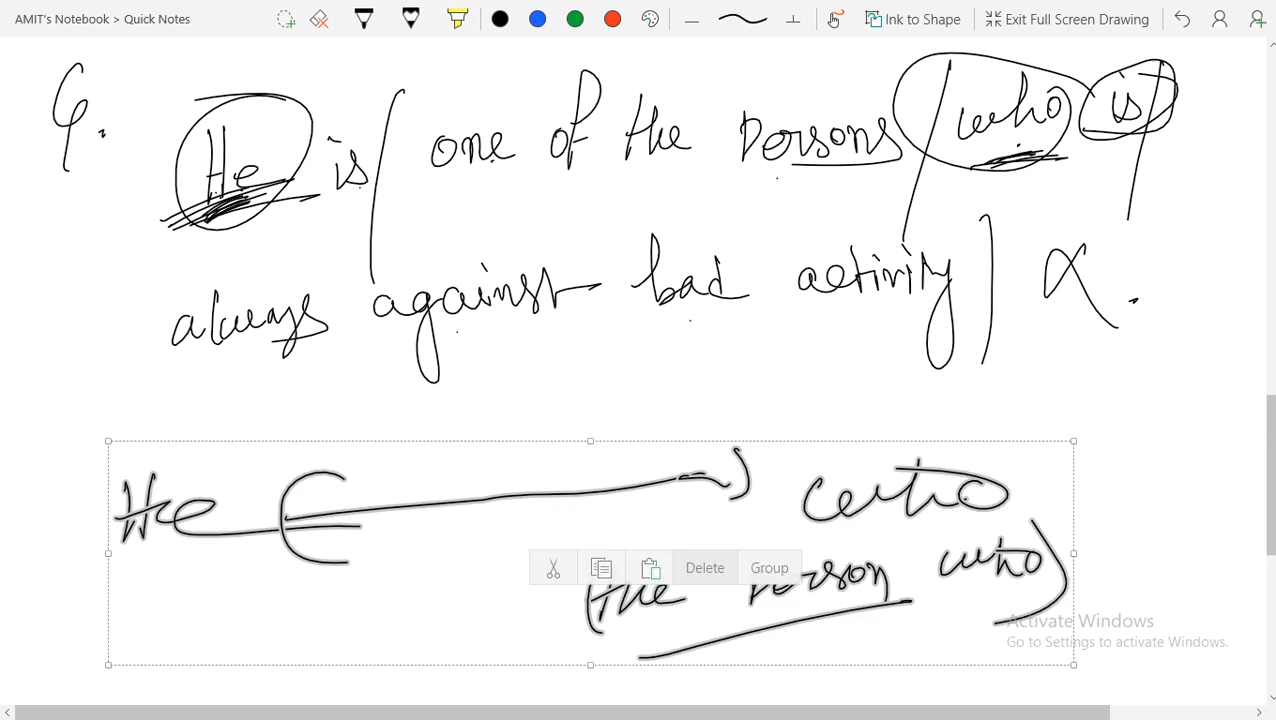 AMIT's Notebook > Quick Notes
Ink to Shape
Exit Full Screen Drawing
He is / one of the persons / who is /
always against bad activity / X.
He ( ) who
Delete Group
(the person who)
Activate Windows
Go to Settings to activate Windows.